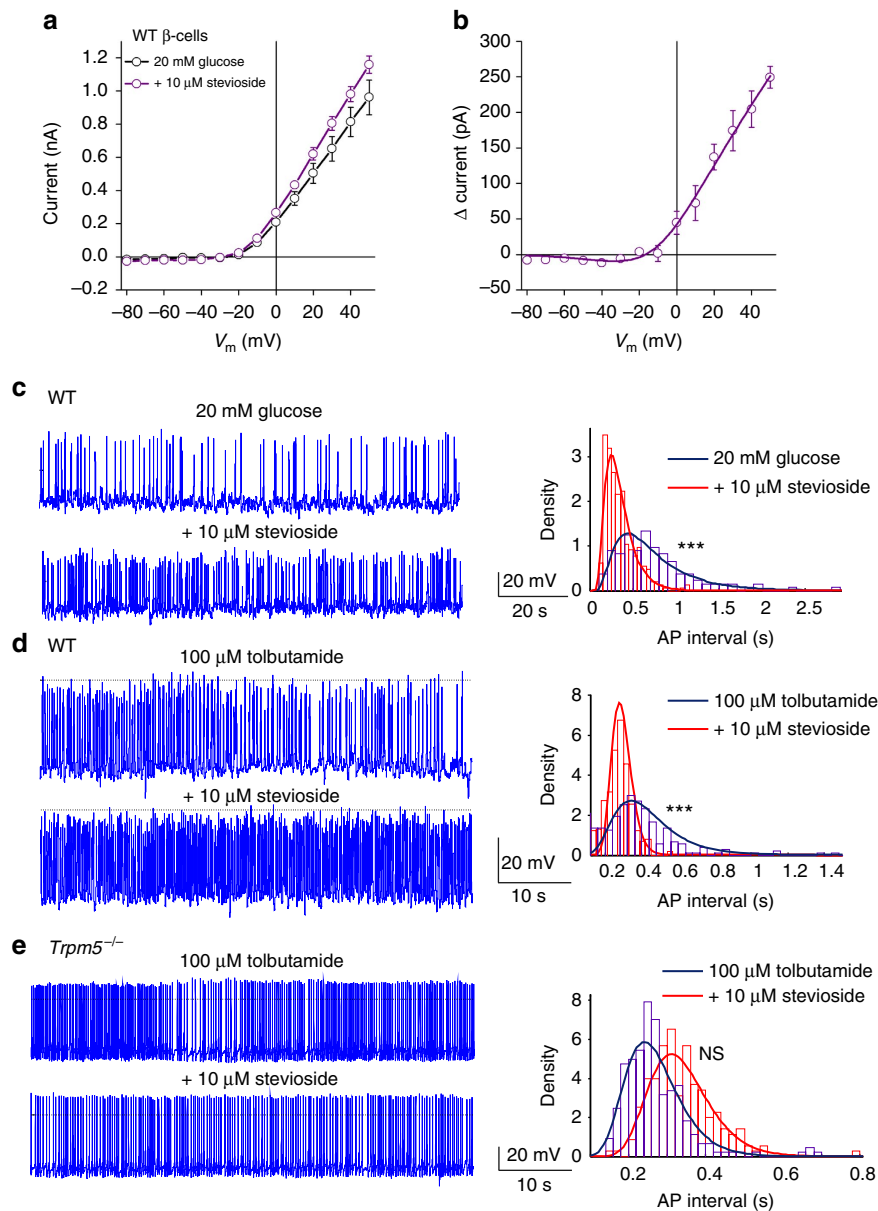 a
WT β-cells
20 mM glucose
+ 10 μM stevioside
Current (nA)
1.2
1.0
0.8
0.6
0.4
0.2
0.0
–0.2
–80 –60 –40 –20 0 20 40
Vm (mV)
b
Δ current (pA)
300
250
200
150
100
50
0
–50
–80 –60 –40 –20 0 20 40
Vm (mV)
c
WT
20 mM glucose
+ 10 μM stevioside
20 mV
20 s
Density
3
2
1
0
20 mM glucose
+ 10 μM stevioside
***
0 0.5 1 1.5 2 2.5
AP interval (s)
d
WT
100 μM tolbutamide
+ 10 μM stevioside
20 mV
10 s
Density
8
6
4
2
0
100 μM tolbutamide
+ 10 μM stevioside
***
0.2 0.4 0.6 0.8 1 1.2 1.4
AP interval (s)
e
Trpm5–/–
100 μM tolbutamide
+ 10 μM stevioside
20 mV
10 s
Density
8
6
4
2
0
100 μM tolbutamide
+ 10 μM stevioside
NS
0.2 0.4 0.6 0.8
AP interval (s)